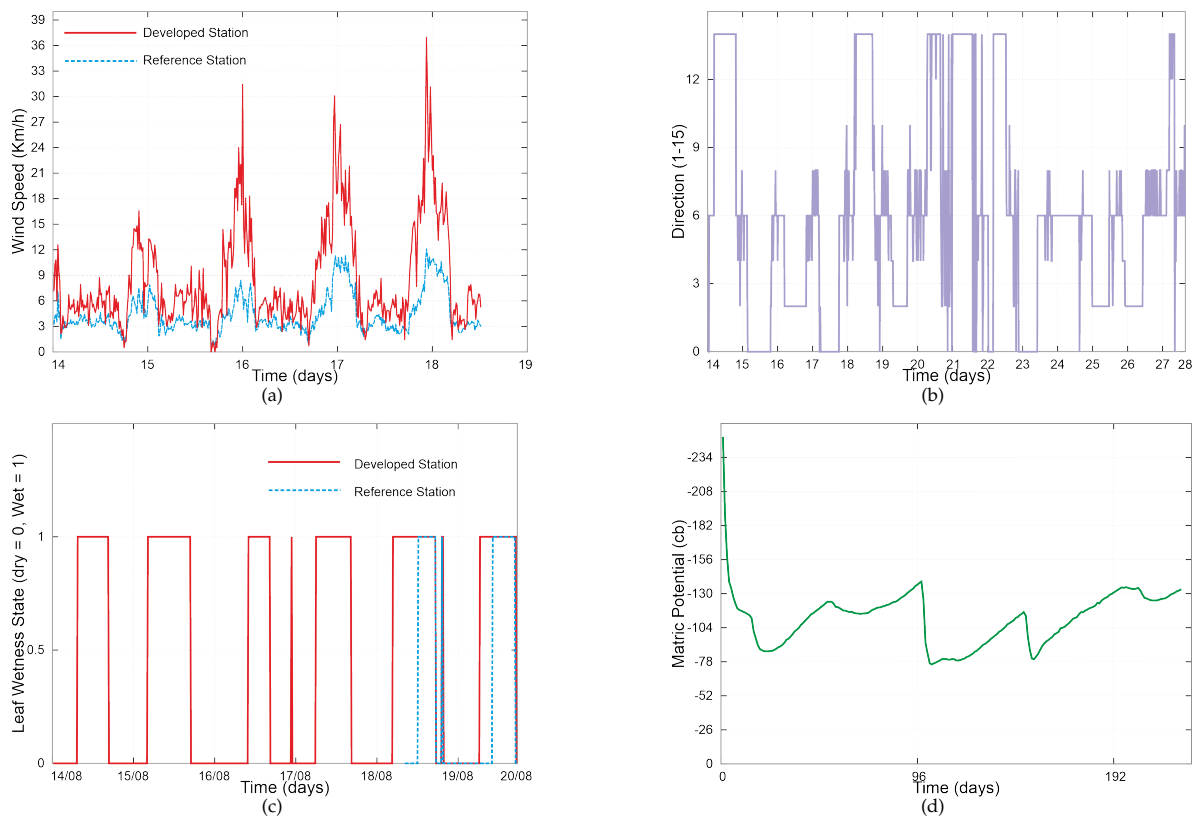 39
36
33
30
27
24
21
18
15
12
9
6
3
0
Wind Speed (Km/h)
Developed Station
Reference Station
14 15 16 17 18 19
Time (days)
(a)
12
9
6
3
0
Direction (1-15)
14 15 16 17 18 19 20 21 22 23 24 25 26 27 28
Time (days)
(b)
1
0.5
0
Leaf Wetness State (dry = 0, Wet = 1)
Developed Station
Reference Station
14/08 15/08 16/08 17/08 18/08 19/08 20/08
Time (days)
(c)
-234
-208
-182
-156
-130
-104
-78
-52
-26
0
Matric Potential (cb)
0 96 192
Time (days)
(d)